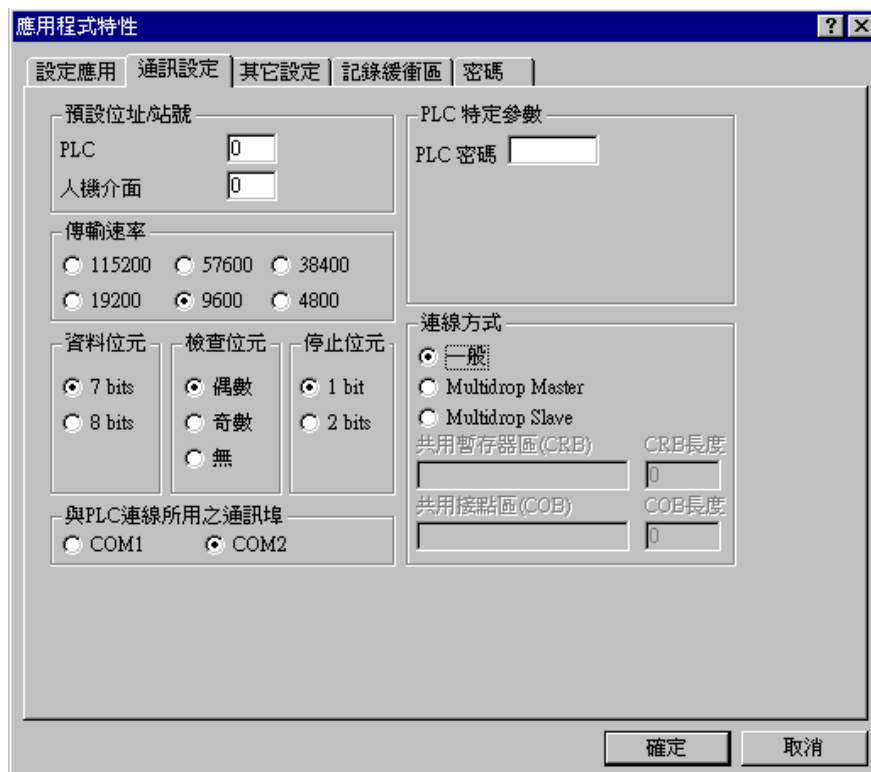 應用程式特性
設定應用 通訊設定 其它設定 記錄緩衝區 密碼
預設位址/站號
PLC 0
人機介面 0
傳輸速率
115200 57600 38400
19200 9600 4800
資料位元 檢查位元 停止位元
7 bits 偶數 1 bit
8 bits 奇數 2 bits
無
與PLC連線所用之通訊埠
COM1 COM2
PLC 特定參數
PLC 密碼
連線方式
一般
Multidrop Master
Multidrop Slave
共用暫存器區(CRB) CRB長度
0
共用接點區(COB) COB長度
0
確定 取消